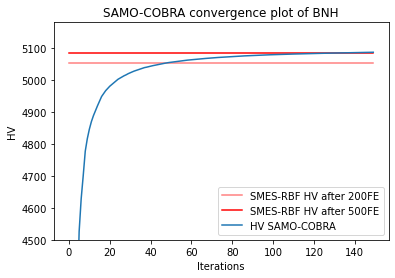 SAMO-COBRA convergence plot of BNH
HV
5100
5000
4900
4800
4700
4600
4500
0 20 40 60 80 100 120 140
Iterations
SMES-RBF HV after 200FE
SMES-RBF HV after 500FE
HV SAMO-COBRA